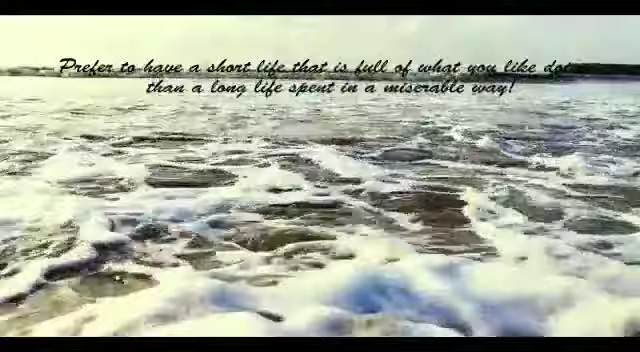 Prefer to have a short life that is full of what you like doi
than a long life spent in a miserable way!